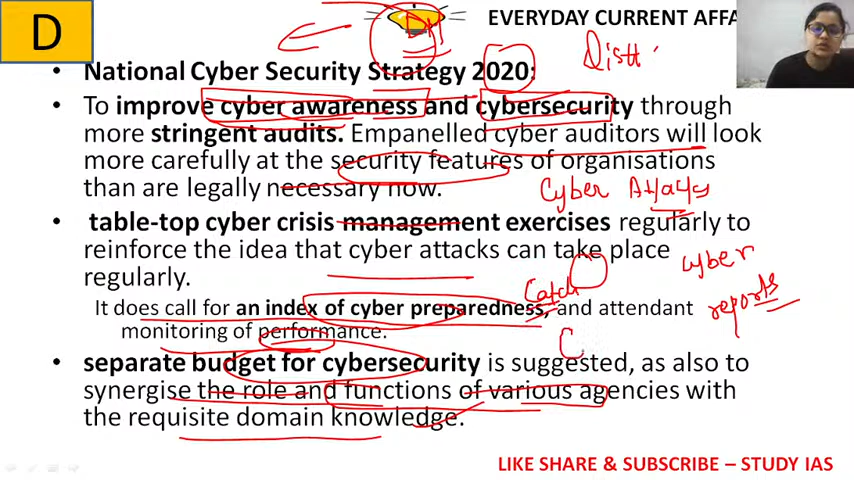 D
EVERYDAY CURRENT AFFA
• National Cyber Security Strategy 2020:
Distt
• To improve cyber awareness and cybersecurity through
more stringent audits. Empanelled cyber auditors will look
more carefully at the security features of organisations
than are legally necessary now.
Cyber Attacks
• table-top cyber crisis management exercises regularly to
reinforce the idea that cyber attacks can take place
regularly.
cyber
reports
Catch
It does call for an index of cyber preparedness, and attendant
monitoring of performance.
C
• separate budget for cybersecurity is suggested, as also to
synergise the role and functions of various agencies with
the requisite domain knowledge.
LIKE SHARE & SUBSCRIBE – STUDY IAS